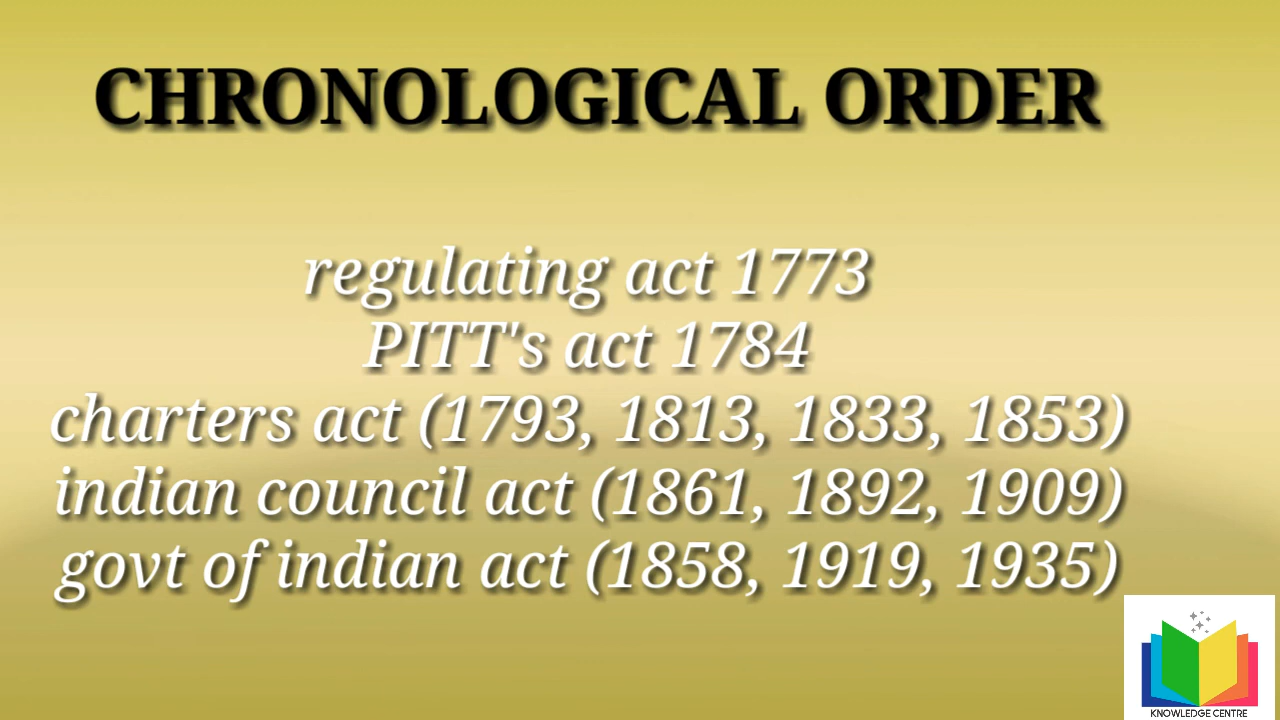 CHRONOLOGICAL ORDER
regulating act 1773
PITT's act 1784
charters act (1793, 1813, 1833, 1853)
indian council act (1861, 1892, 1909)
govt of indian act (1858, 1919, 1935)
KNOWLEDGE CENTRE